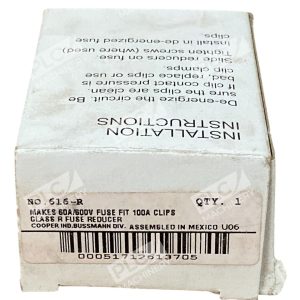 INSTALLATION
INSTRUCTIONS
De-energize the circuit. Be
sure the clips are clean.
If clip contact pressure is
bad, replace clips or use
clip clamps.
Slide reducers on fuse
Tighten screws (where used)
Install in de-energized fuse
clips.
NO. 616-R QTY. 1
MAKES 60A/600V FUSE FIT 100A CLIPS
CLASS R FUSE REDUCER
COOPER IND. BUSSMANN DIV. ASSEMBLED IN MEXICO U06